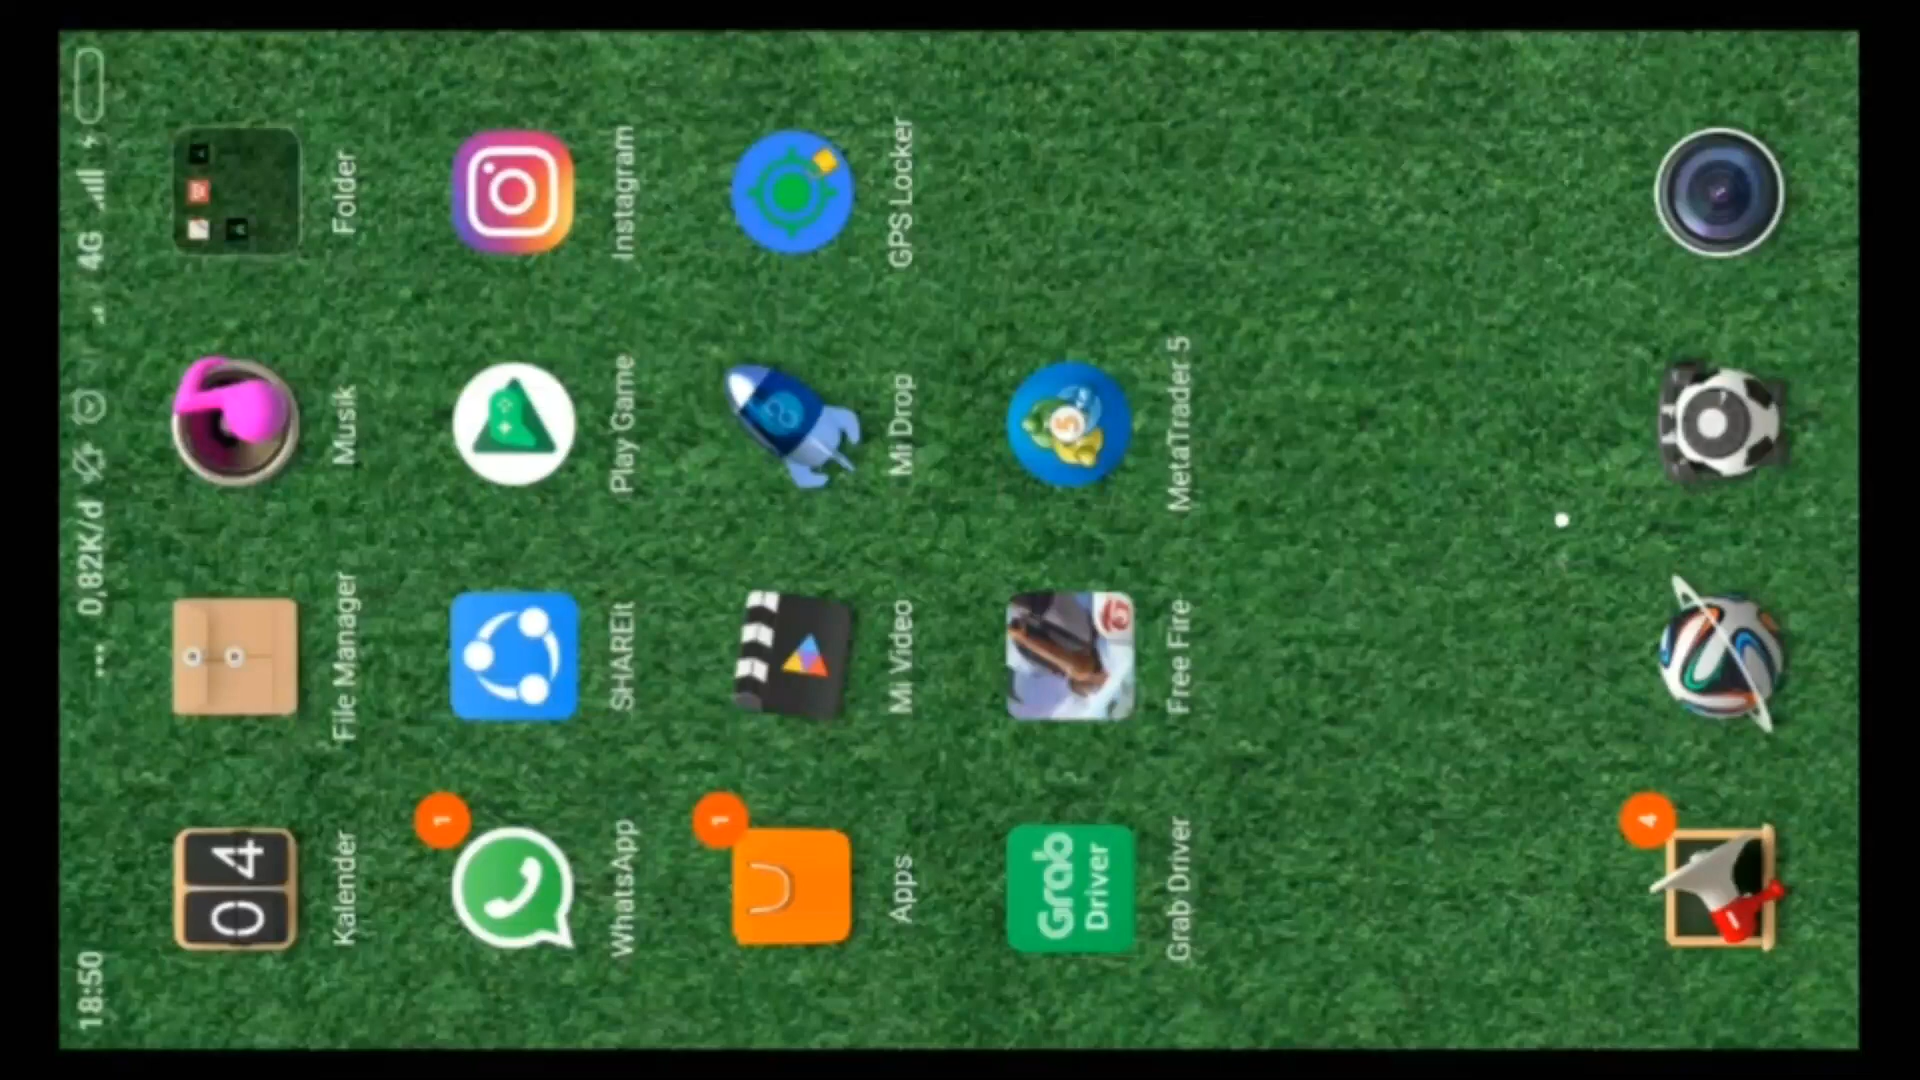 18:50 ... 0,82K/d 4G
04
Kalender
File Manager
Musik
Folder
1
WhatsApp
SHAREit
Play Game
Instagram
1
Apps
Mi Video
Mi Drop
GPS Locker
Grab
Driver
Grab Driver
Free Fire
5
MetaTrader 5
4